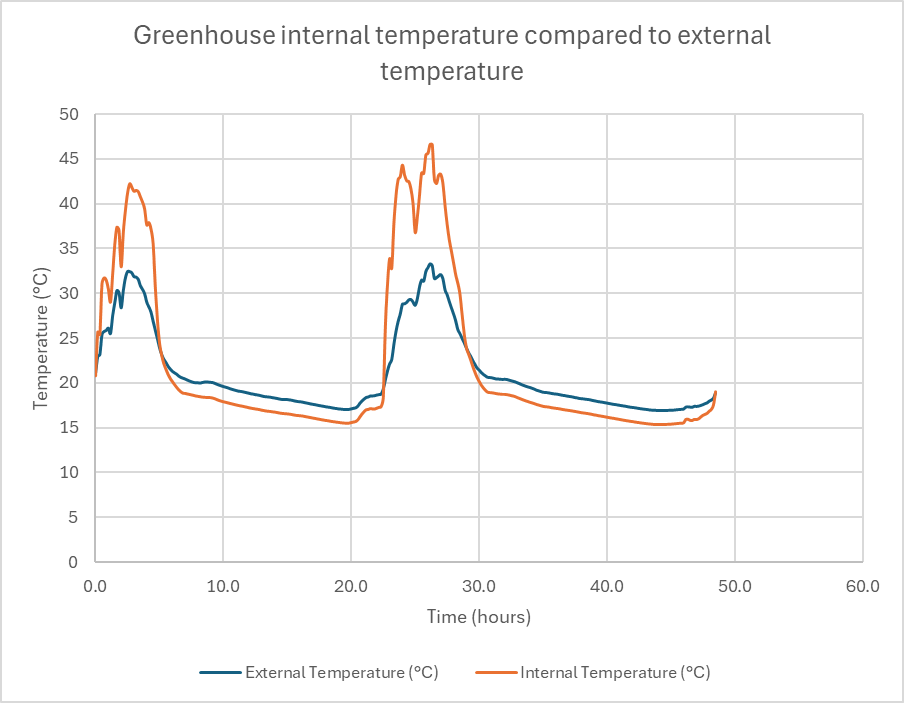 Greenhouse internal temperature compared to external
temperature
50
45
40
35
30
25
20
15
10
5
0
Temperature (°C)
0.0 10.0 20.0 30.0 40.0 50.0 60.0
Time (hours)
External Temperature (°C) Internal Temperature (°C)